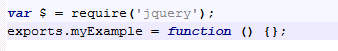 var $ = require('jquery');
exports.myExample = function () {};